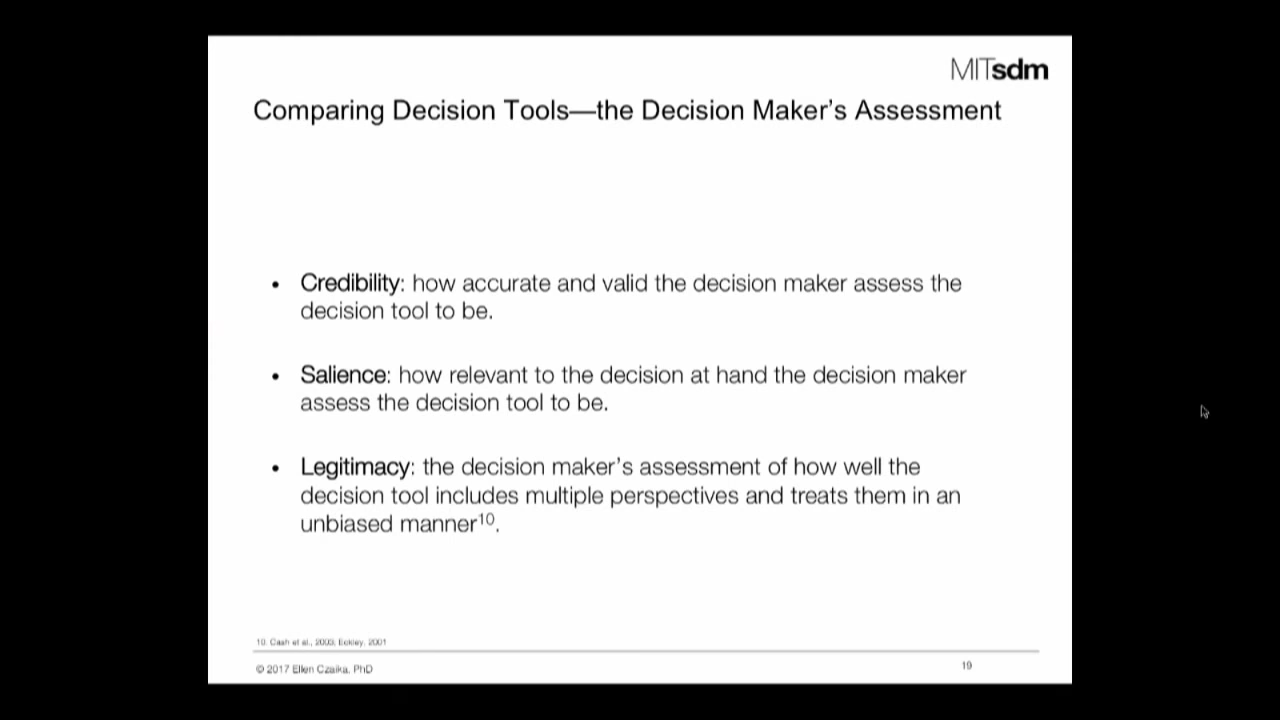 MITsdm
Comparing Decision Tools—the Decision Maker’s Assessment
• Credibility: how accurate and valid the decision maker assess the
decision tool to be.
• Salience: how relevant to the decision at hand the decision maker
assess the decision tool to be.
• Legitimacy: the decision maker’s assessment of how well the
decision tool includes multiple perspectives and treats them in an
unbiased manner¹⁰.
10. Cash et al., 2003, Eckley, 2001
© 2017 Ellen Czaika, PhD
19